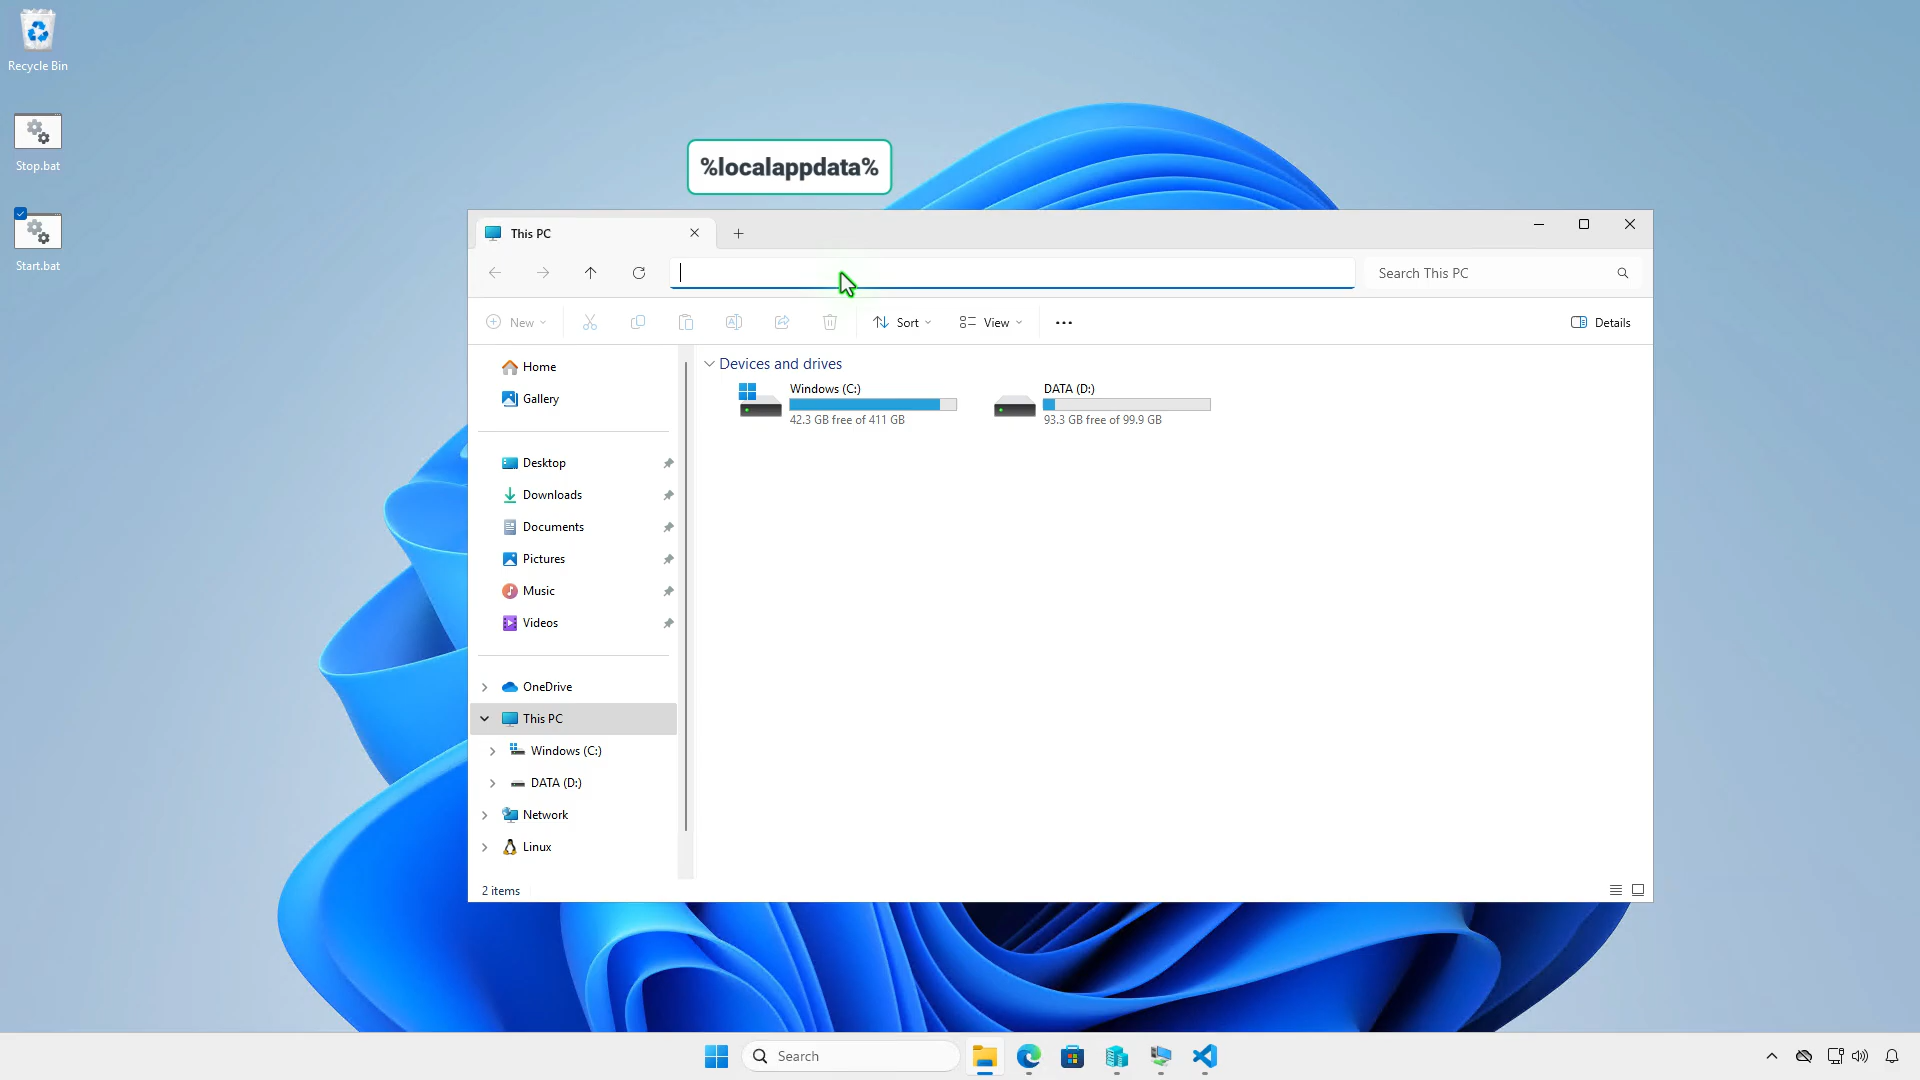 Recycle Bin
Stop.bat
Start.bat
%localappdata%
This PC
Search This PC
New
Sort
View
Details
Home
Gallery
Desktop
Downloads
Documents
Pictures
Music
Videos
OneDrive
This PC
Windows (C:)
DATA (D:)
Network
Linux
Devices and drives
Windows (C:)
42.3 GB free of 411 GB
DATA (D:)
93.3 GB free of 99.9 GB
2 items
Search